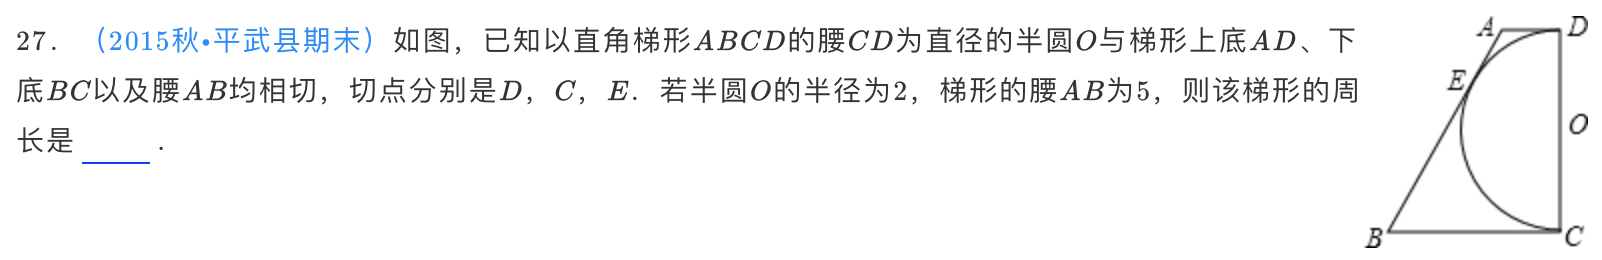 27. （2015秋•平武县期末）如图，已知以直角梯形ABCD的腰CD为直径的半圆O与梯形上底AD、下
底BC以及腰AB均相切，切点分别是D，C，E．若半圆O的半径为2，梯形的腰AB为5，则该梯形的周
长是 ____ ．
A D
E
O
B C